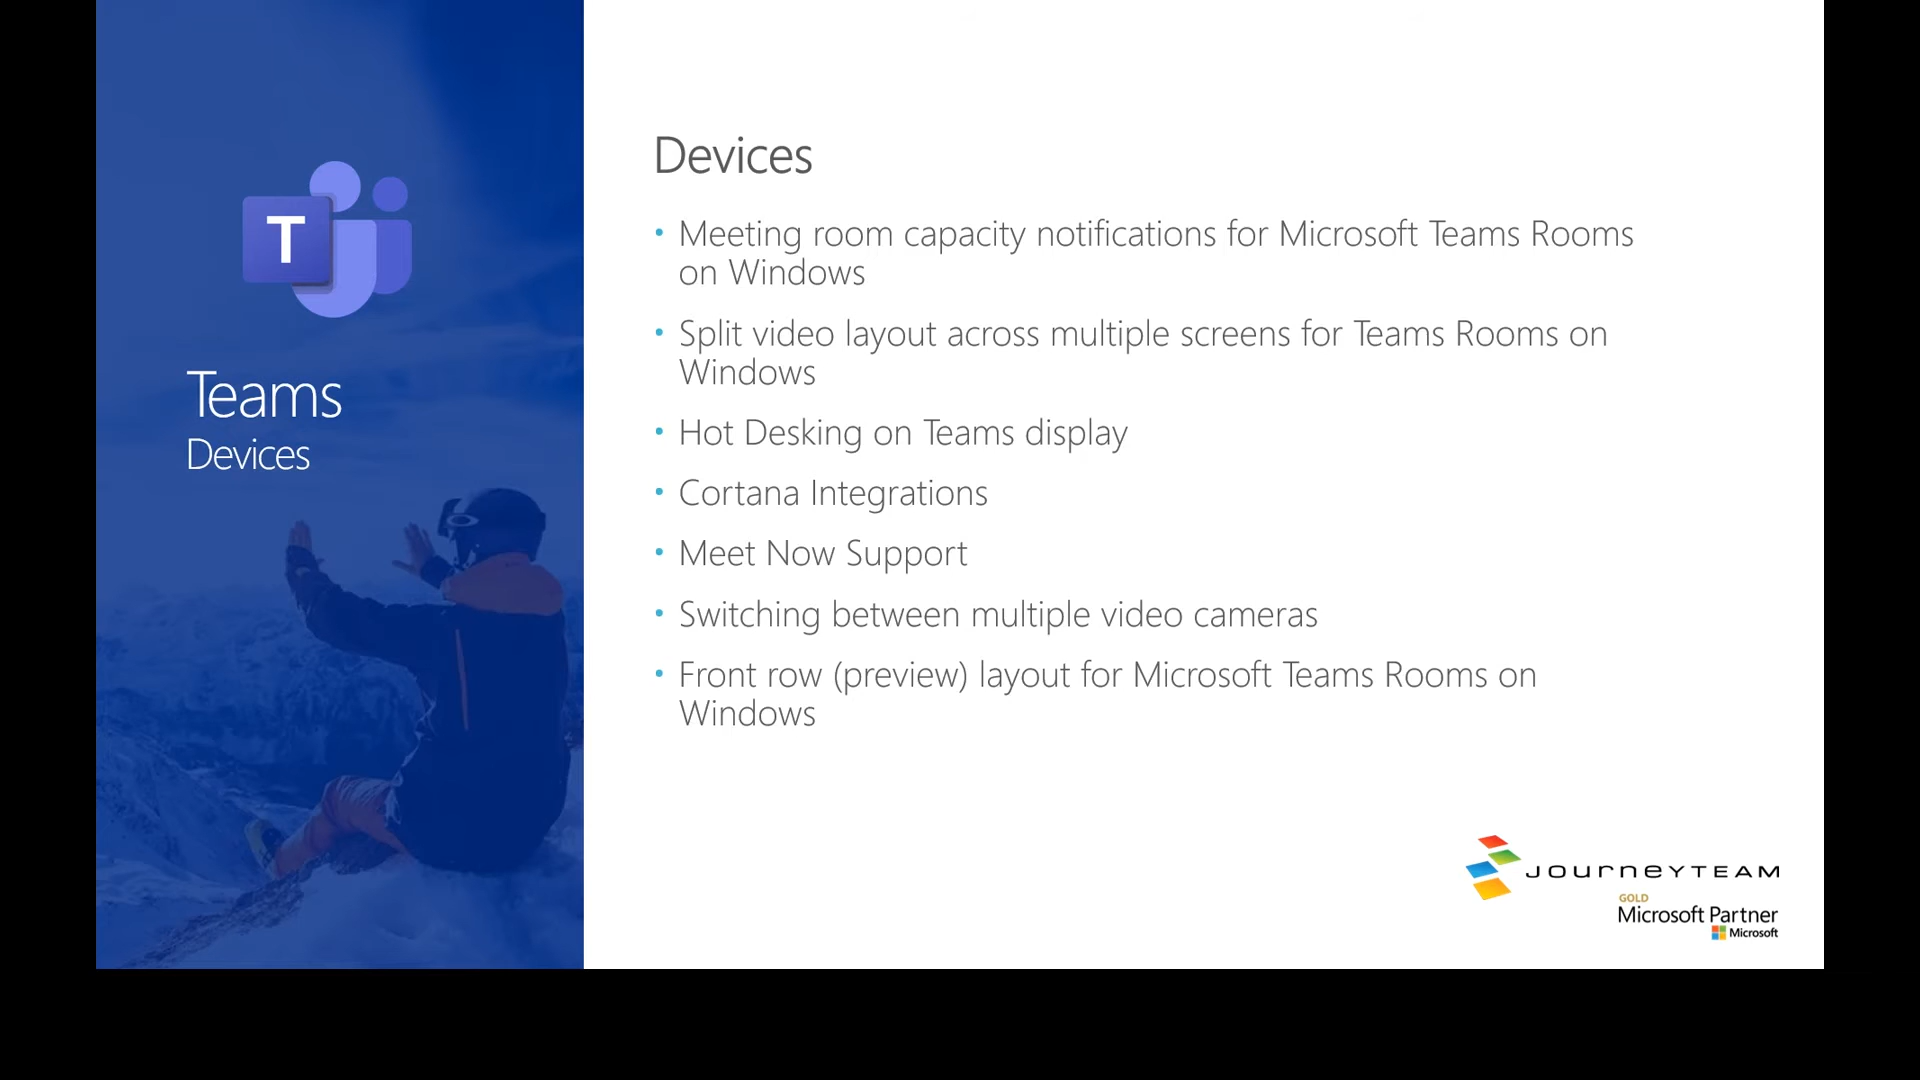 T
Teams
Devices
Devices
• Meeting room capacity notifications for Microsoft Teams Rooms
on Windows
• Split video layout across multiple screens for Teams Rooms on
Windows
• Hot Desking on Teams display
• Cortana Integrations
• Meet Now Support
• Switching between multiple video cameras
• Front row (preview) layout for Microsoft Teams Rooms on
Windows
JOURNEYTEAM
GOLD
Microsoft Partner
Microsoft